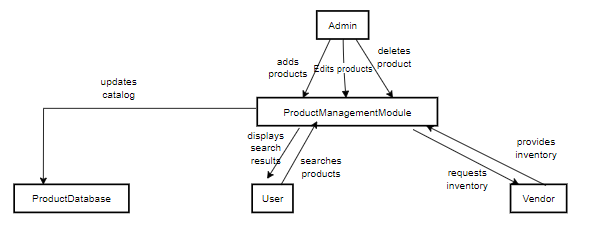 Admin
adds
products
Edits products
deletes
product
updates
catalog
ProductManagementModule
displays
search
results
searches
products
requests
inventory
provides
inventory
ProductDatabase
User
Vendor